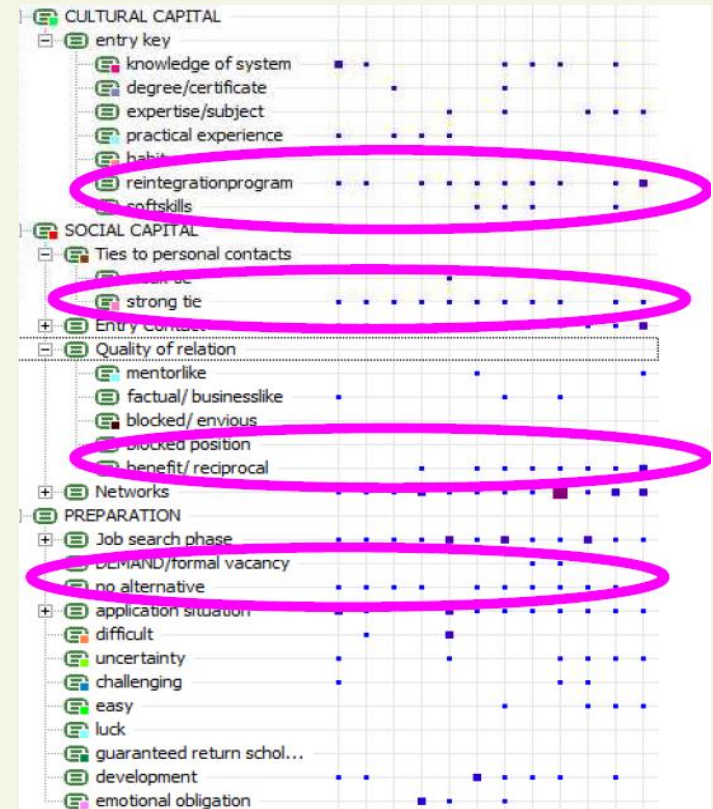 CULTURAL CAPITAL
entry key
knowledge of system
degree/certificate
expertise/subject
practical experience
reintegrationprogram
softskills
SOCIAL CAPITAL
Ties to personal contacts
strong tie
Entry Contact
Quality of relation
mentorlike
factual/ businesslike
blocked/ envious
blocked position
benefit/ reciprocal
Networks
PREPARATION
Job search phase
DEMAND/formal vacancy
no alternative
application situation
difficult
uncertainty
challenging
easy
luck
guaranteed return schol...
development
emotional obligation